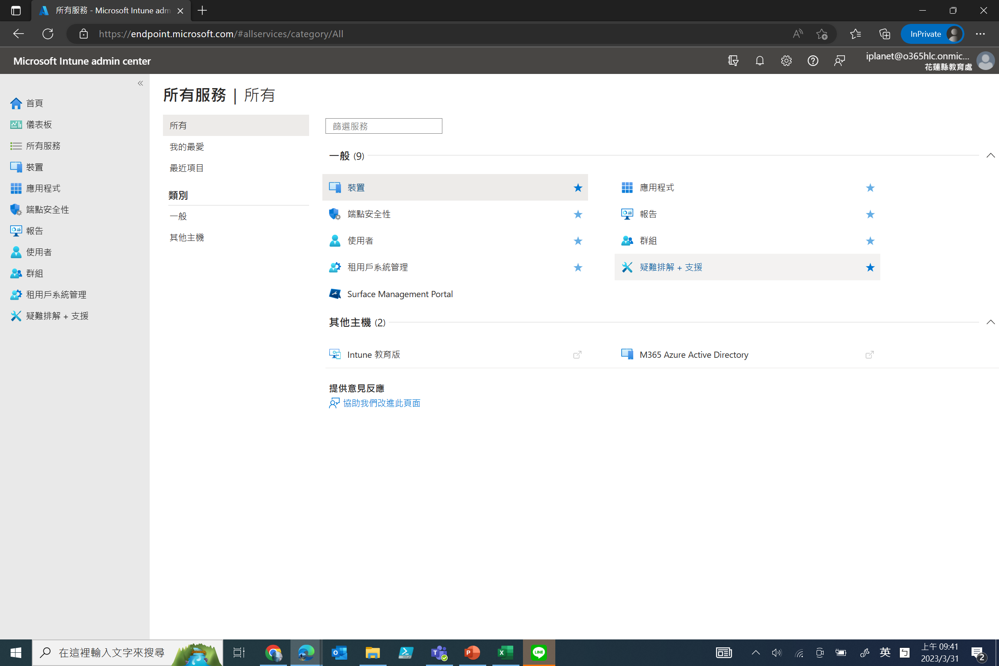 所有服務 - Microsoft Intune adm
https://endpoint.microsoft.com/#allservices/category/All
InPrivate
Microsoft Intune admin center
iplanet@o365hlc.onmic...
花蓮縣教育處
首頁
儀表板
所有服務
裝置
應用程式
端點安全性
報告
使用者
群組
租用戶系統管理
疑難排解 + 支援
所有服務 | 所有
所有
我的最愛
最近項目
類別
一般
其他主機
篩選服務
一般 (9)
裝置
應用程式
端點安全性
報告
使用者
群組
租用戶系統管理
疑難排解 + 支援
Surface Management Portal
其他主機 (2)
Intune 教育版
M365 Azure Active Directory
提供意見反應
協助我們改進此頁面
在這裡輸入文字來搜尋
LINE
英
ㄅ
上午 09:41
2023/3/31
2